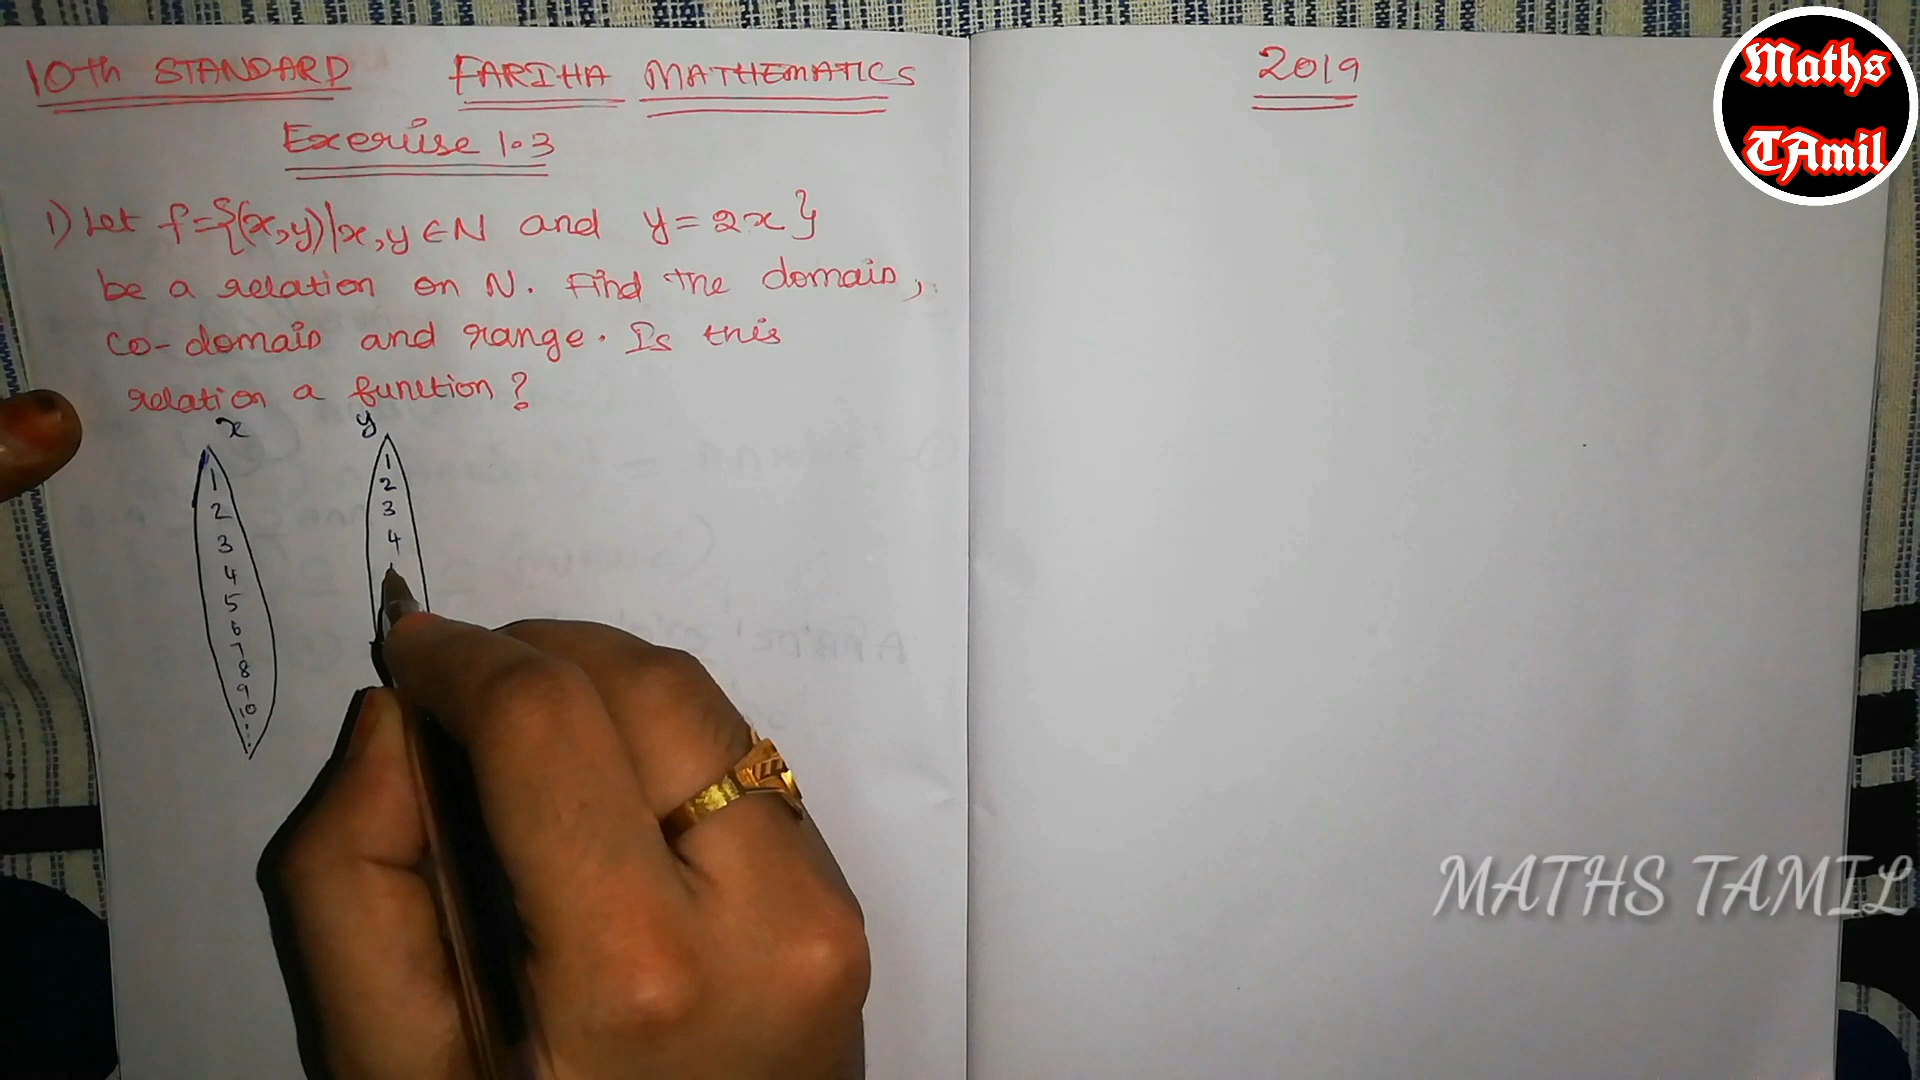 10th STANDARD FARIHA MATHEMATICS
Exercise 1.3
1) Let f={(x,y)|x,y∈N and y=2x}
be a relation on N. Find the domain,
co-domain and range. Is this
relation a function?
x y
1
2
3
4
5
6
7
8
9
10
1
2
3
4
2019
Maths
TAmil
MATHS TAMIL